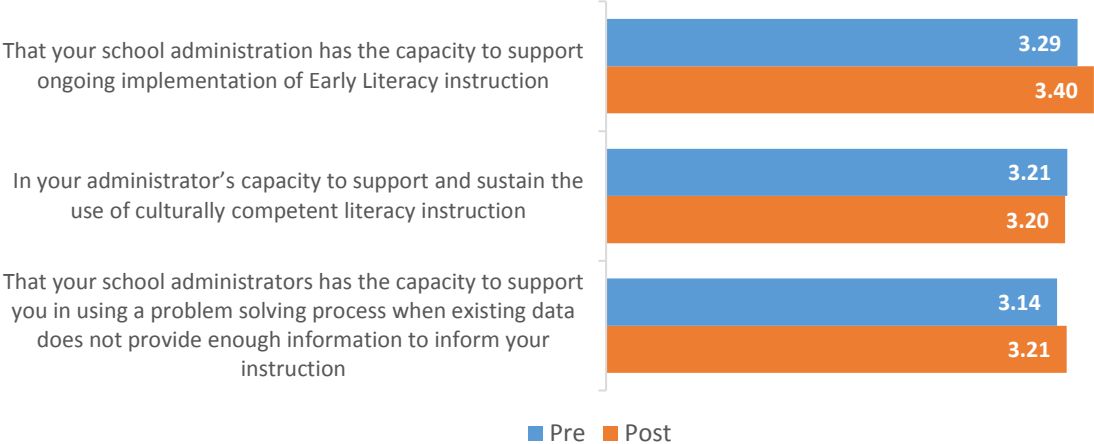 That your school administration has the capacity to support
ongoing implementation of Early Literacy instruction
3.29
3.40
In your administrator’s capacity to support and sustain the
use of culturally competent literacy instruction
3.21
3.20
That your school administrators has the capacity to support
you in using a problem solving process when existing data
does not provide enough information to inform your
instruction
3.14
3.21
Pre Post